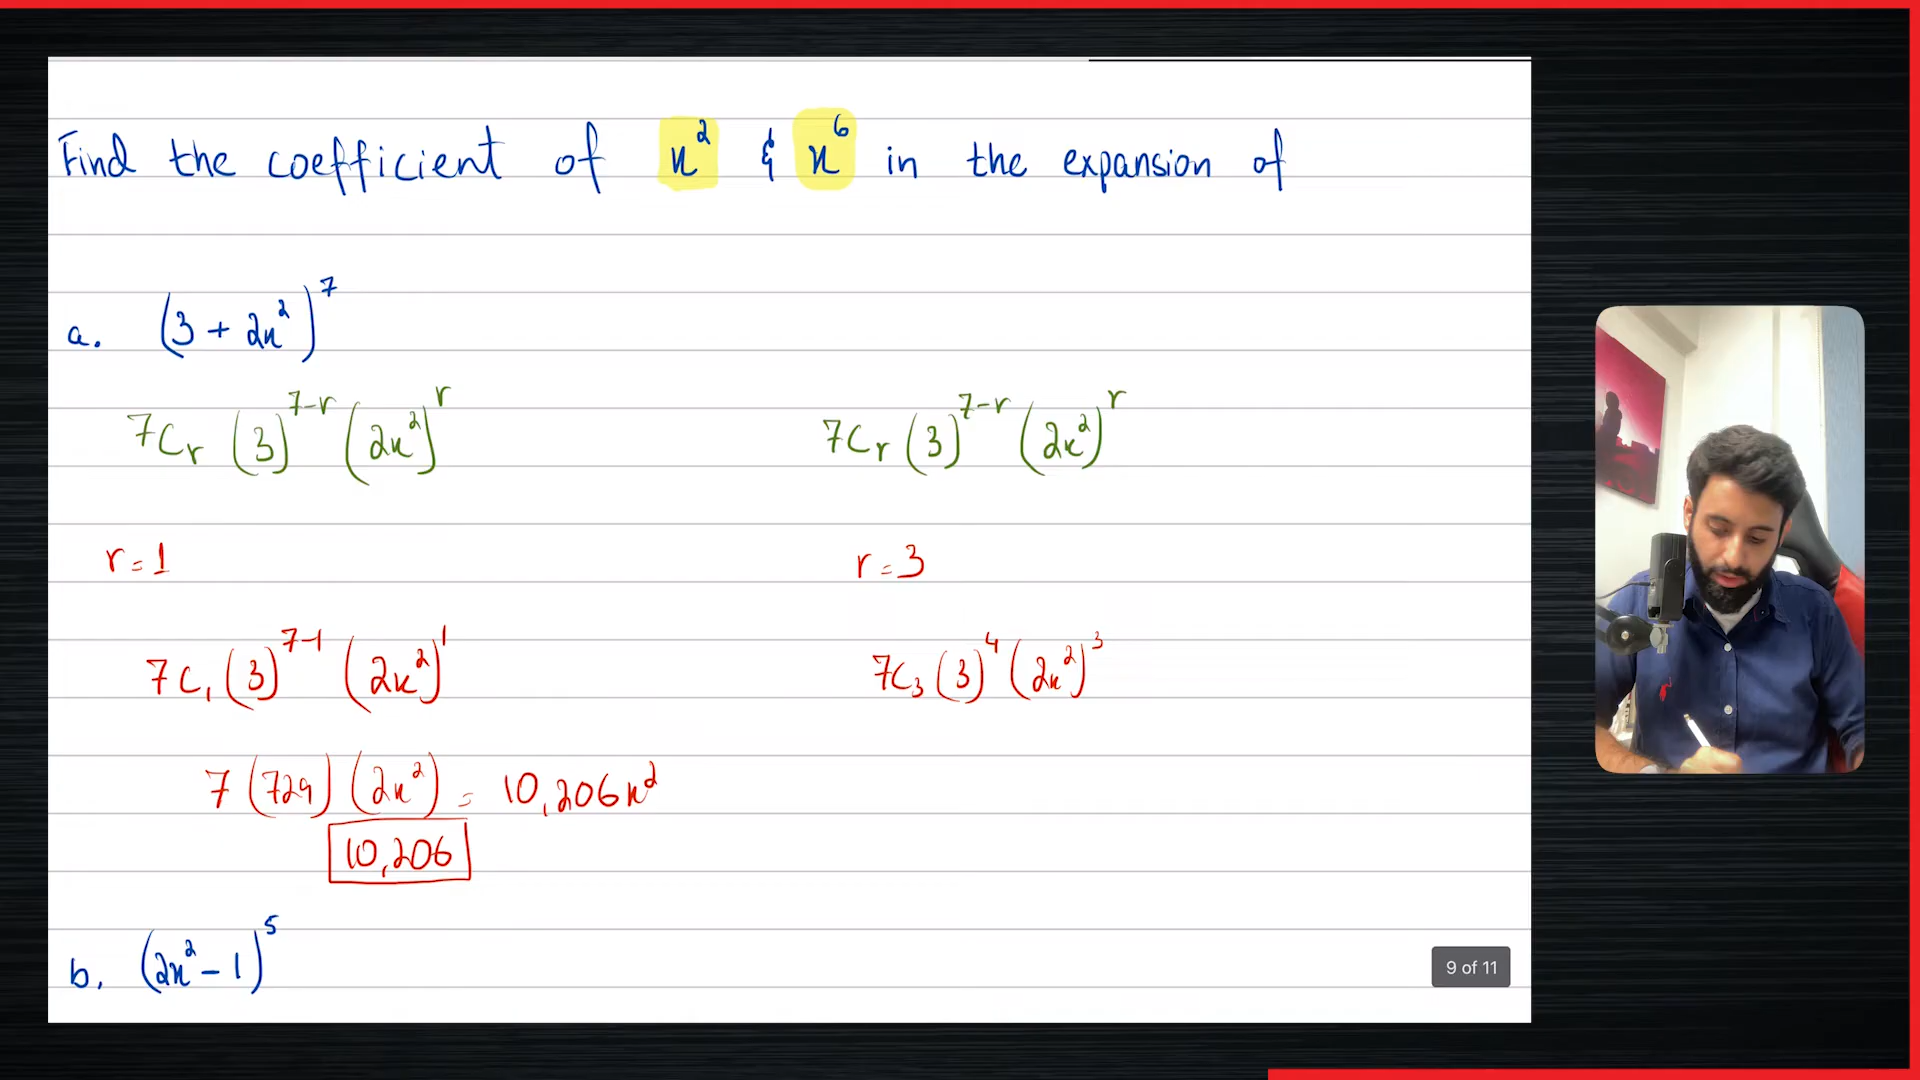 Find the coefficient of x² & x⁶ in the expansion of
a. (3 + 2x²)⁷
7Cr (3)⁷⁻ʳ (2x²)ʳ
7Cr (3)⁷⁻ʳ (2x²)ʳ
r = 1
r = 3
7C₁ (3)⁷⁻¹ (2x²)¹
7C₃ (3)⁴ (2x²)³
7 (729) (2x²) = 10,206x²
10,206
b. (2x² - 1)⁵
9 of 11